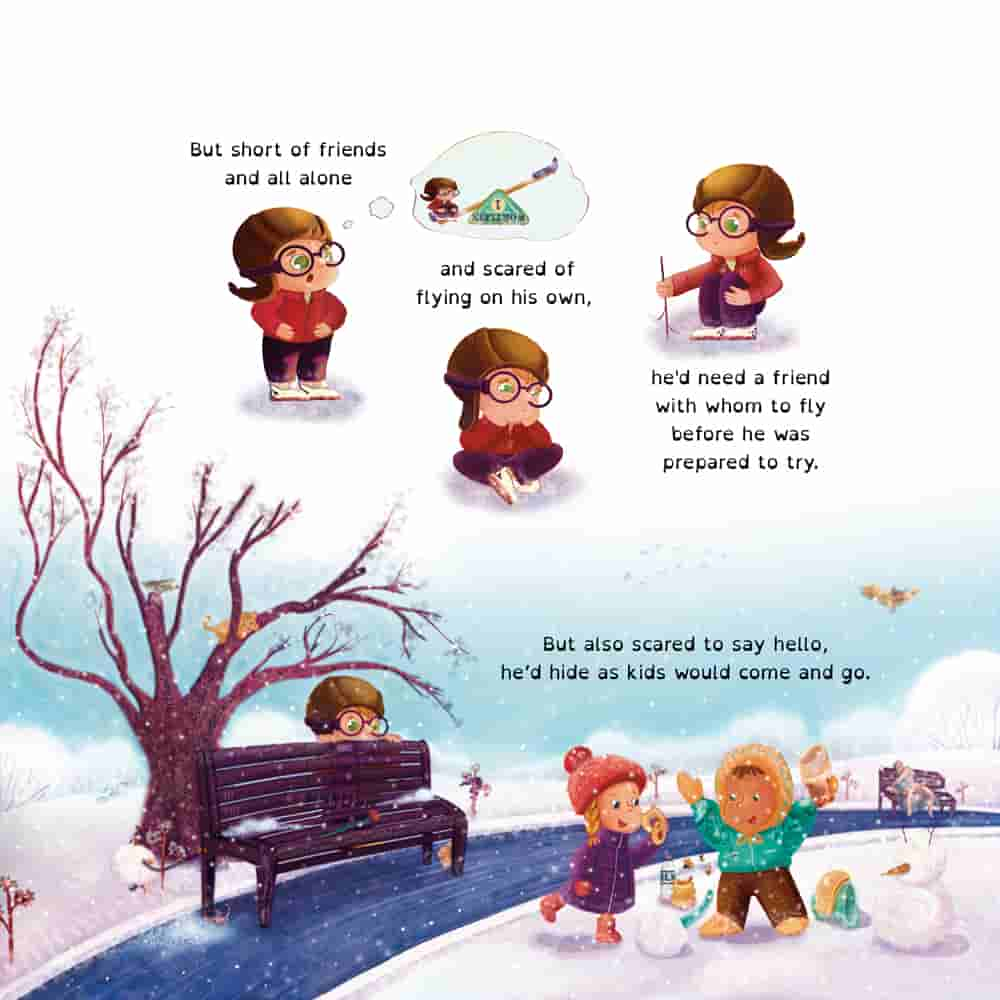 But short of friends
and all alone
and scared of
flying on his own,
he'd need a friend
with whom to fly
before he was
prepared to try.
But also scared to say hello,
he’d hide as kids would come and go.